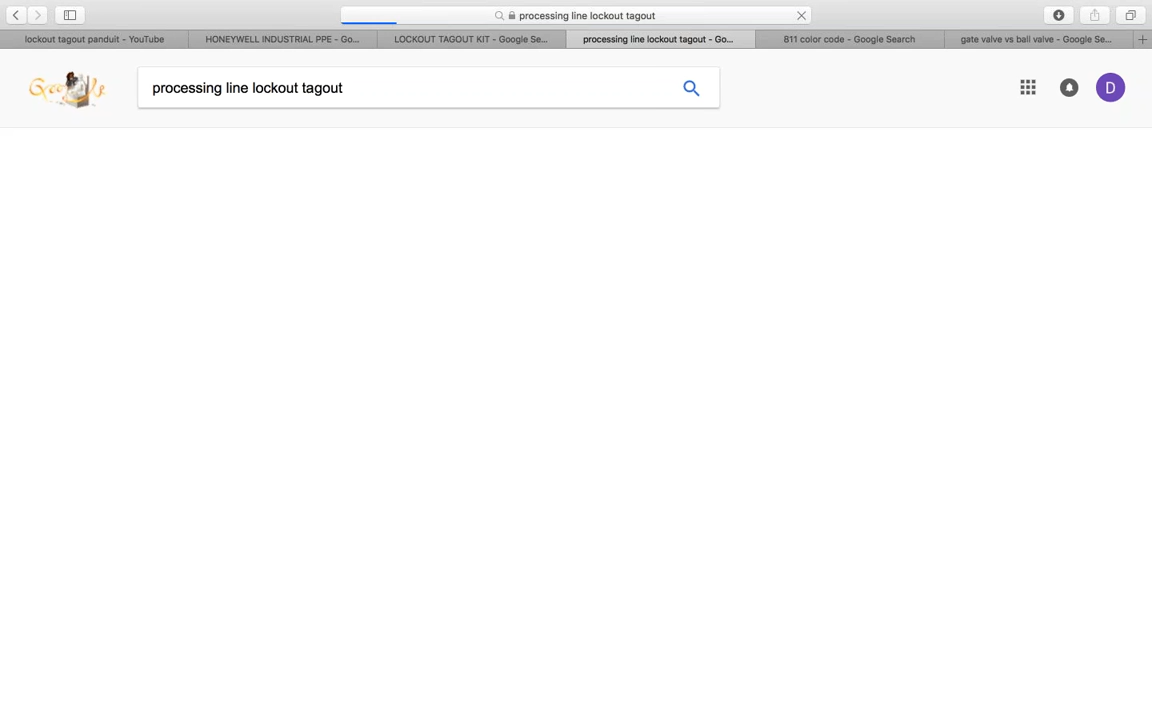 processing line lockout tagout
lockout tagout panduit - YouTube
HONEYWELL INDUSTRIAL PPE - Go...
LOCKOUT TAGOUT KIT - Google Se...
processing line lockout tagout - Go...
811 color code - Google Search
gate valve vs ball valve - Google Se...
Google
processing line lockout tagout
D